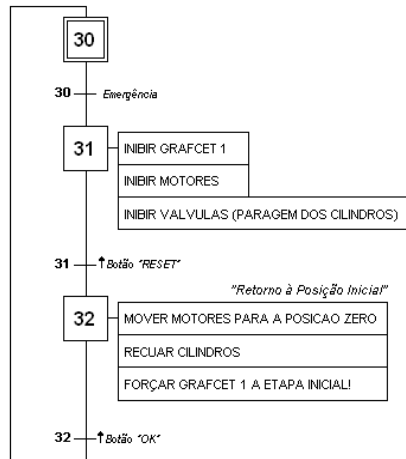 30
30 Emergência
31 INIBIR GRAFCET 1
INIBIR MOTORES
INIBIR VALVULAS (PARAGEM DOS CILINDROS)
31 ↑Botão "RESET"
"Retorno à Posição Inicial"
32 MOVER MOTORES PARA A POSICAO ZERO
RECUAR CILINDROS
FORÇAR GRAFCET 1 A ETAPA INICIAL!
32 ↑Botão "OK"